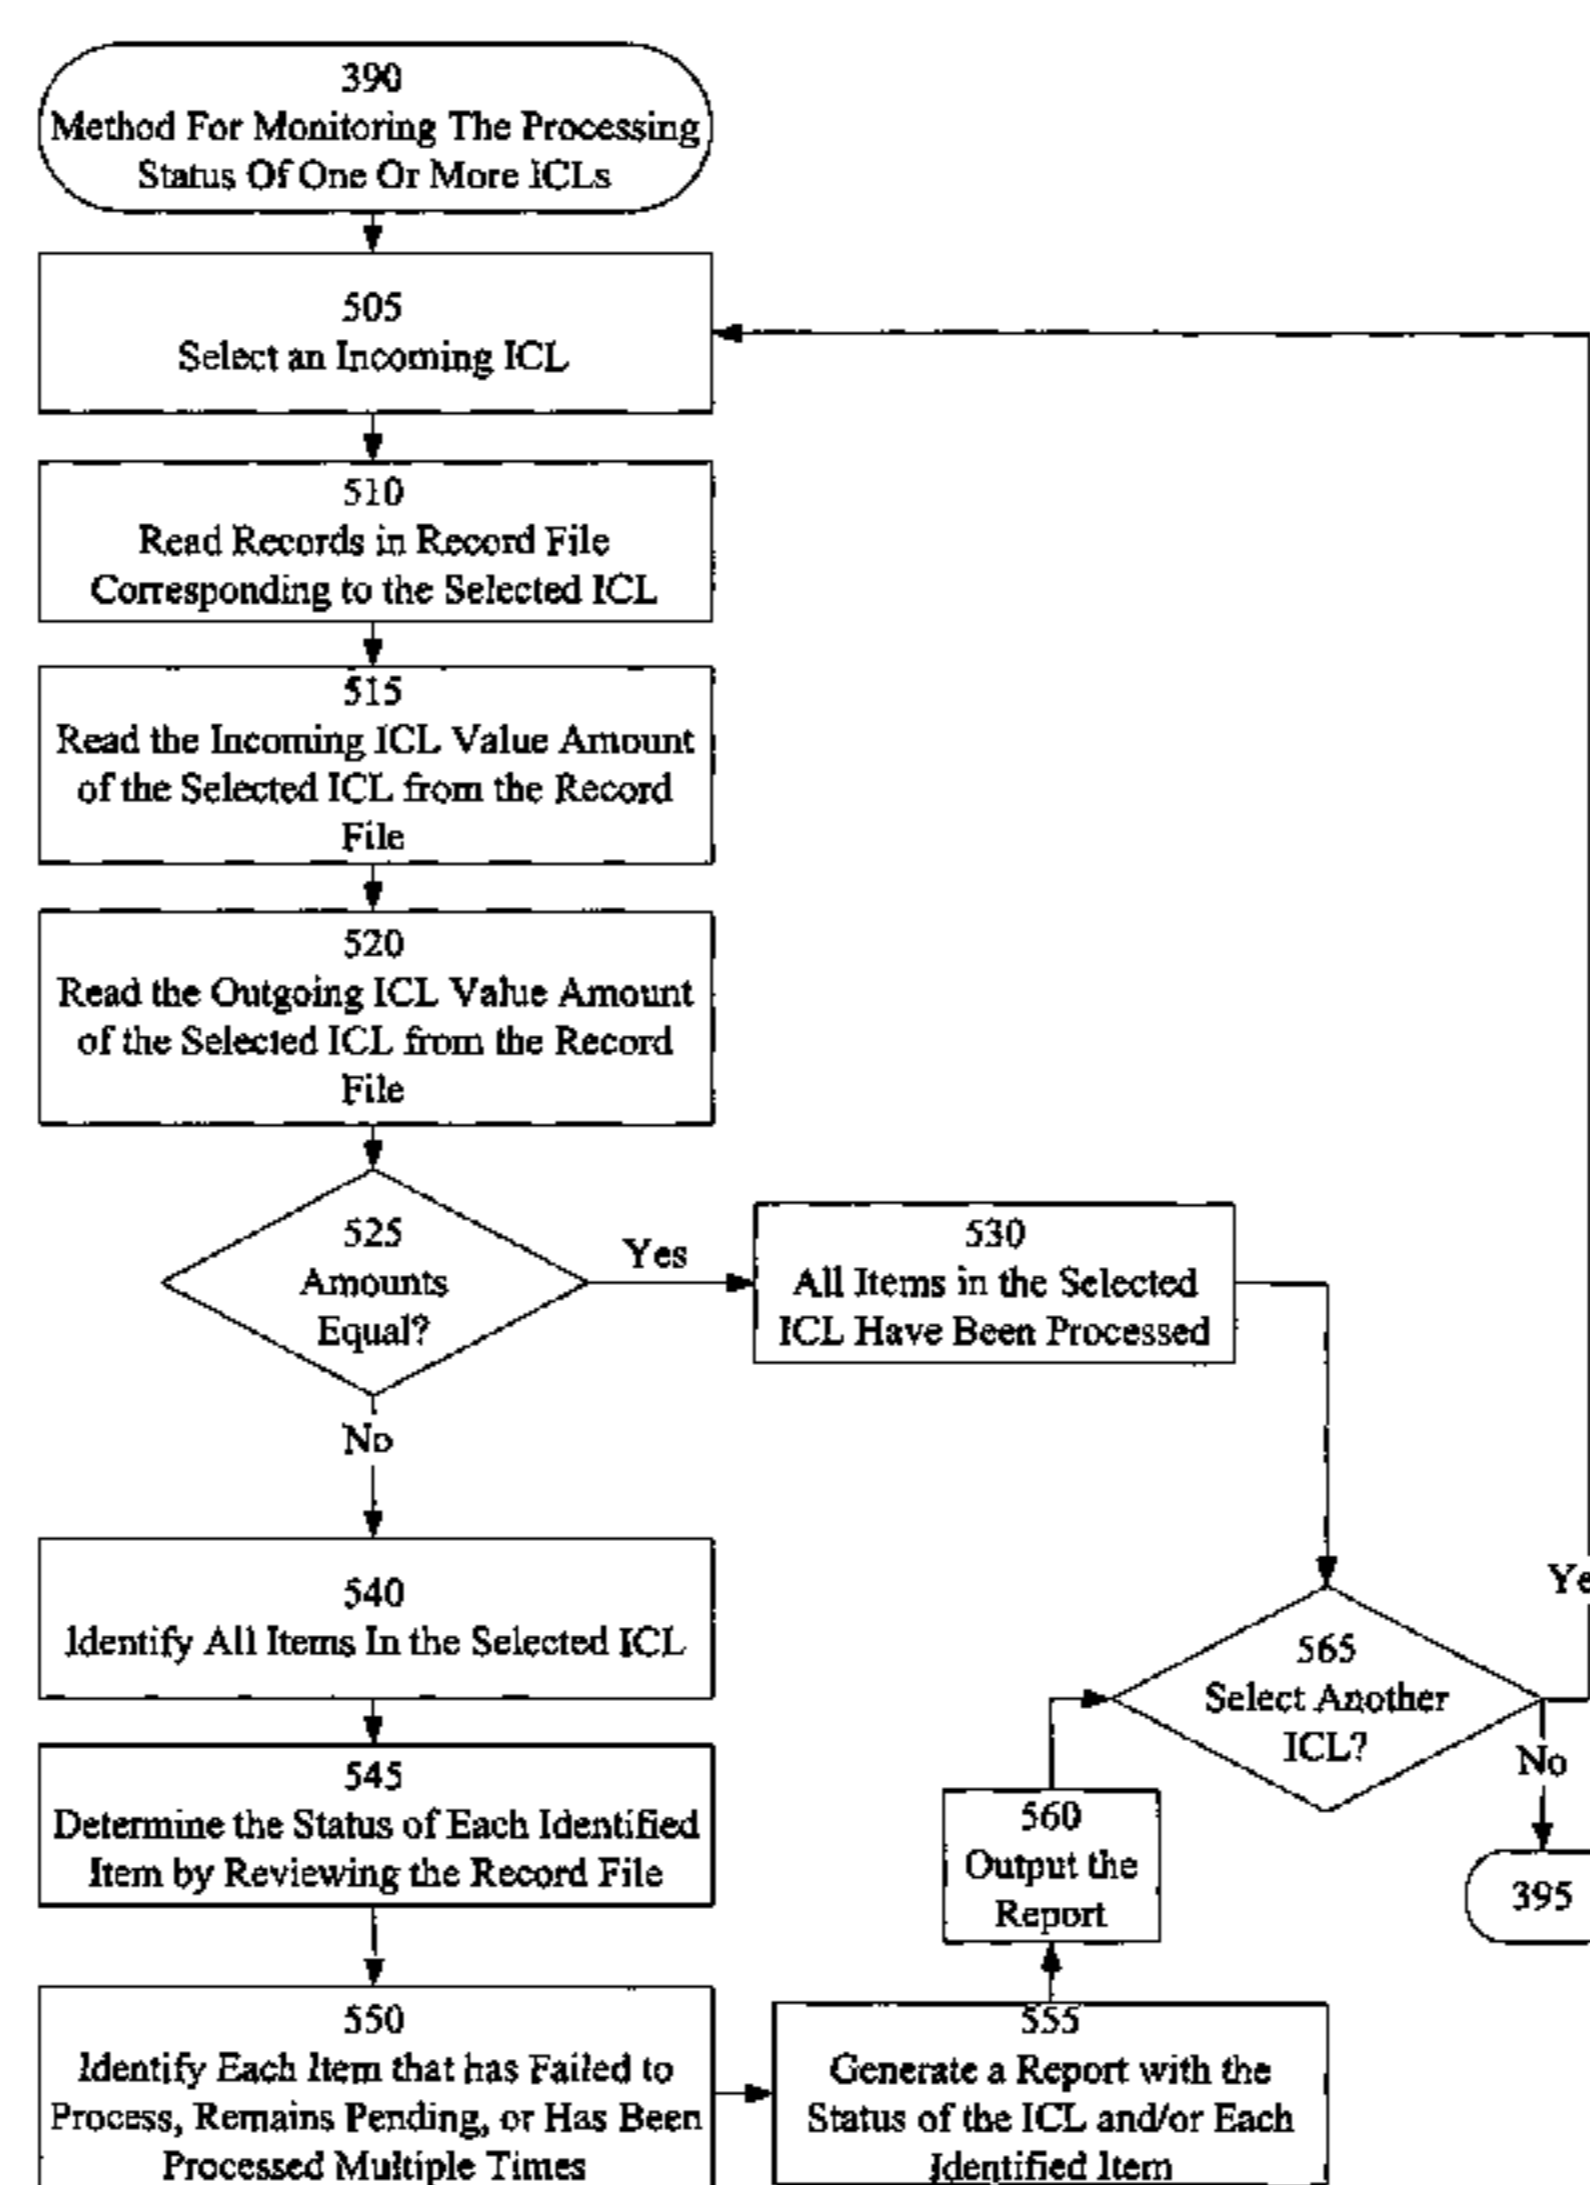 390
Method For Monitoring The Processing
Status Of One Or More ICLs
505
Select an Incoming ICL
510
Read Records in Record File
Corresponding to the Selected ICL
515
Read the Incoming ICL Value Amount
of the Selected ICL from the Record
File
520
Read the Outgoing ICL Value Amount
of the Selected ICL from the Record
File
525
Amounts
Equal?
Yes
530
All Items in the Selected
ICL Have Been Processed
No
540
Identify All Items In the Selected ICL
545
Determine the Status of Each Identified
Item by Reviewing the Record File
550
Identify Each Item that has Failed to
Process, Remains Pending, or Has Been
Processed Multiple Times
555
Generate a Report with the
Status of the ICL and/or Each
Identified Item
560
Output the
Report
565
Select Another
ICL?
Ye
No
395